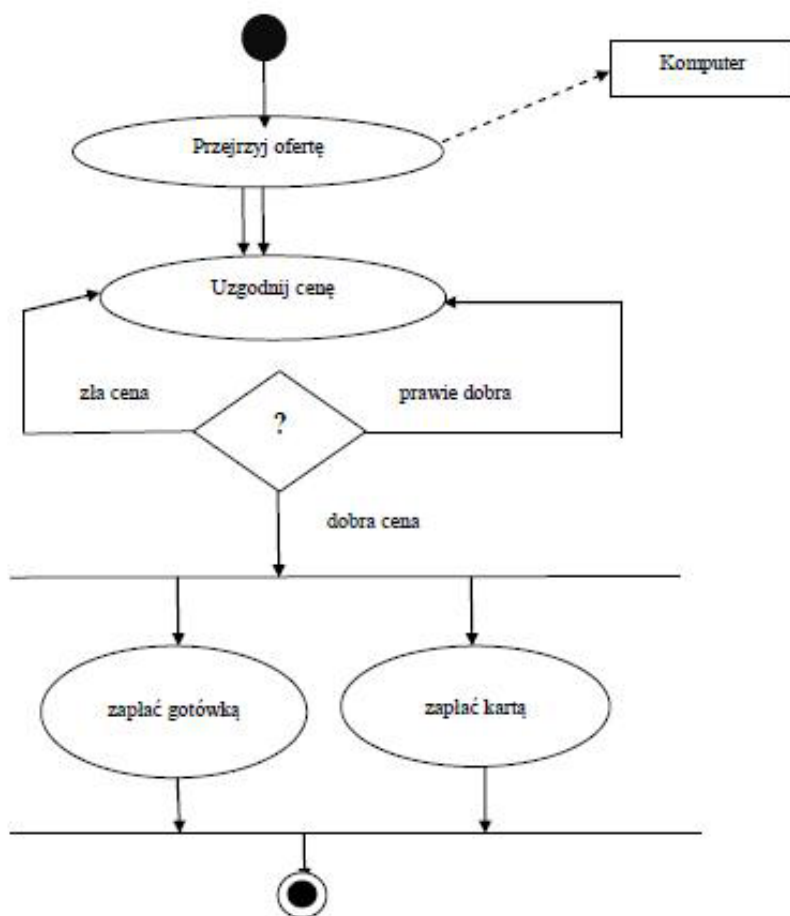 Komputer
Przejrzyj ofertę
Uzgodnij cenę
zła cena
prawie dobra
?
dobra cena
zapłać gotówką
zapłać kartą